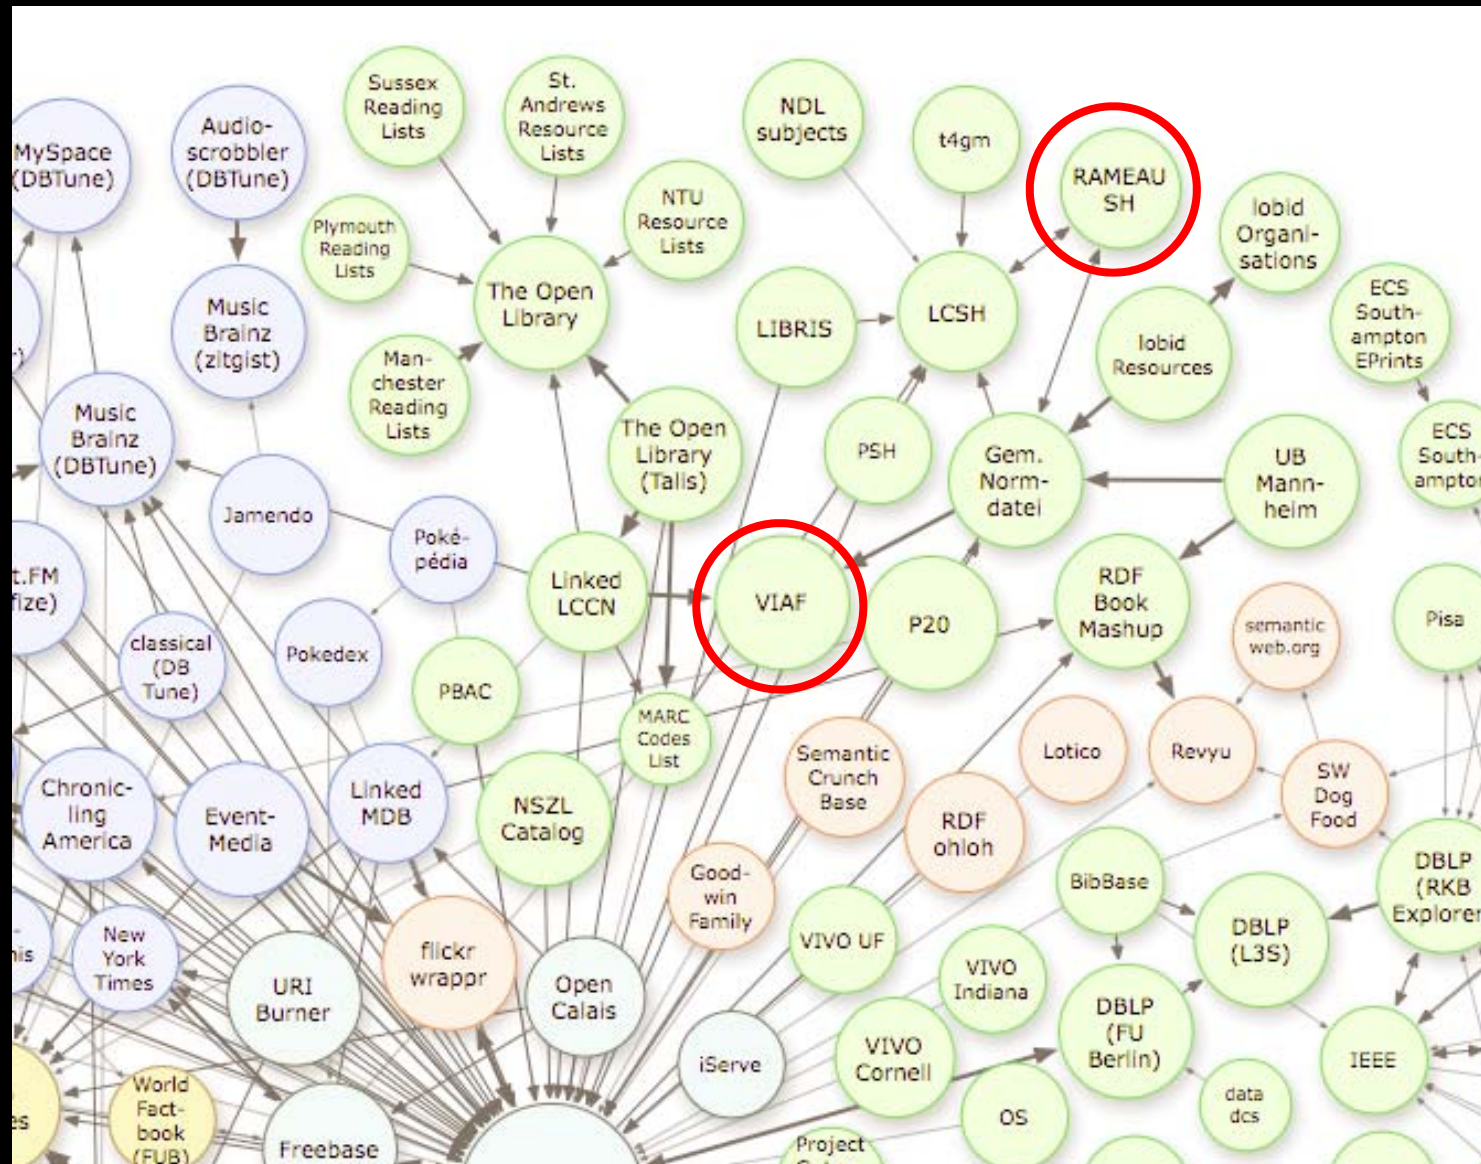 Sussex
Reading
Lists
St.
Andrews
Resource
Lists
NDL
subjects
t4gm
RAMEAU
SH
MySpace
(DBTune)
Audio-
scrobbler
(DBTune)
Plymouth
Reading
Lists
NTU
Resource
Lists
lobid
Organi-
sations
The Open
Library
LIBRIS
LCSH
lobid
Resources
ECS
South-
ampton
EPrints
Music
Brainz
(zitgist)
Man-
chester
Reading
Lists
Music
Brainz
(DBTune)
The Open
Library
(Talis)
PSH
Gem.
Norm-
datei
UB
Mann-
heim
ECS
South-
ampton
Jamendo
Poké-
pédia
Linked
LCCN
VIAF
P20
RDF
Book
Mashup
semantic
web.org
Pisa
t.FM
fize)
classical
(DB
Tune)
Pokedex
PBAC
MARC
Codes
List
Semantic
Crunch
Base
Lotico
Revyu
SW
Dog
Food
Chronic-
ling
America
Event-
Media
Linked
MDB
NSZL
Catalog
RDF
ohloh
Good-
win
Family
BibBase
DBLP
(RKB
Explorer
New
York
Times
flickr
wrappr
VIVO UF
DBLP
(L3S)
URI
Burner
Open
Calais
VIVO
Indiana
DBLP
(FU
Berlin)
iServe
VIVO
Cornell
IEEE
World
Fact-
book
(FUB)
Freebase
OS
data
dcs
Project